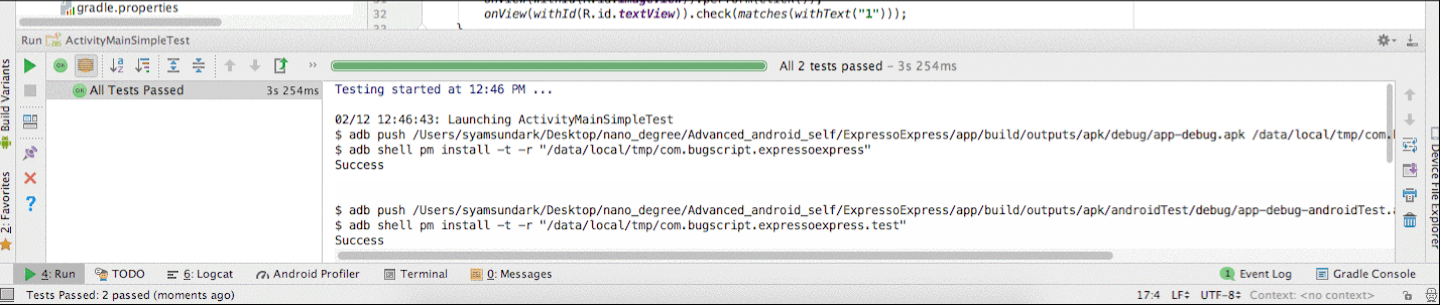 gradle.properties
32
onView(withId(R.id.textView)).check(matches(withText("1")));
}
Run ActivityMainSimpleTest
All 2 tests passed – 3s 254ms
OK All Tests Passed 3s 254ms
Testing started at 12:46 PM ...
02/12 12:46:43: Launching ActivityMainSimpleTest
$ adb push /Users/syamsundark/Desktop/nano_degree/Advanced_android_self/ExpressoExpress/app/build/outputs/apk/debug/app-debug.apk /data/local/tmp/com.
$ adb shell pm install -t -r "/data/local/tmp/com.bugscript.expressoexpress"
Success
$ adb push /Users/syamsundark/Desktop/nano_degree/Advanced_android_self/ExpressoExpress/app/build/outputs/apk/androidTest/debug/app-debug-androidTest.
$ adb shell pm install -t -r "/data/local/tmp/com.bugscript.expressoexpress.test"
Success
Build Variants
2: Favorites
Device File Explorer
4: Run TODO 6: Logcat Android Profiler Terminal 0: Messages 1 Event Log Gradle Console
Tests Passed: 2 passed (moments ago) 17:4 LF UTF-8 Context: <no context>